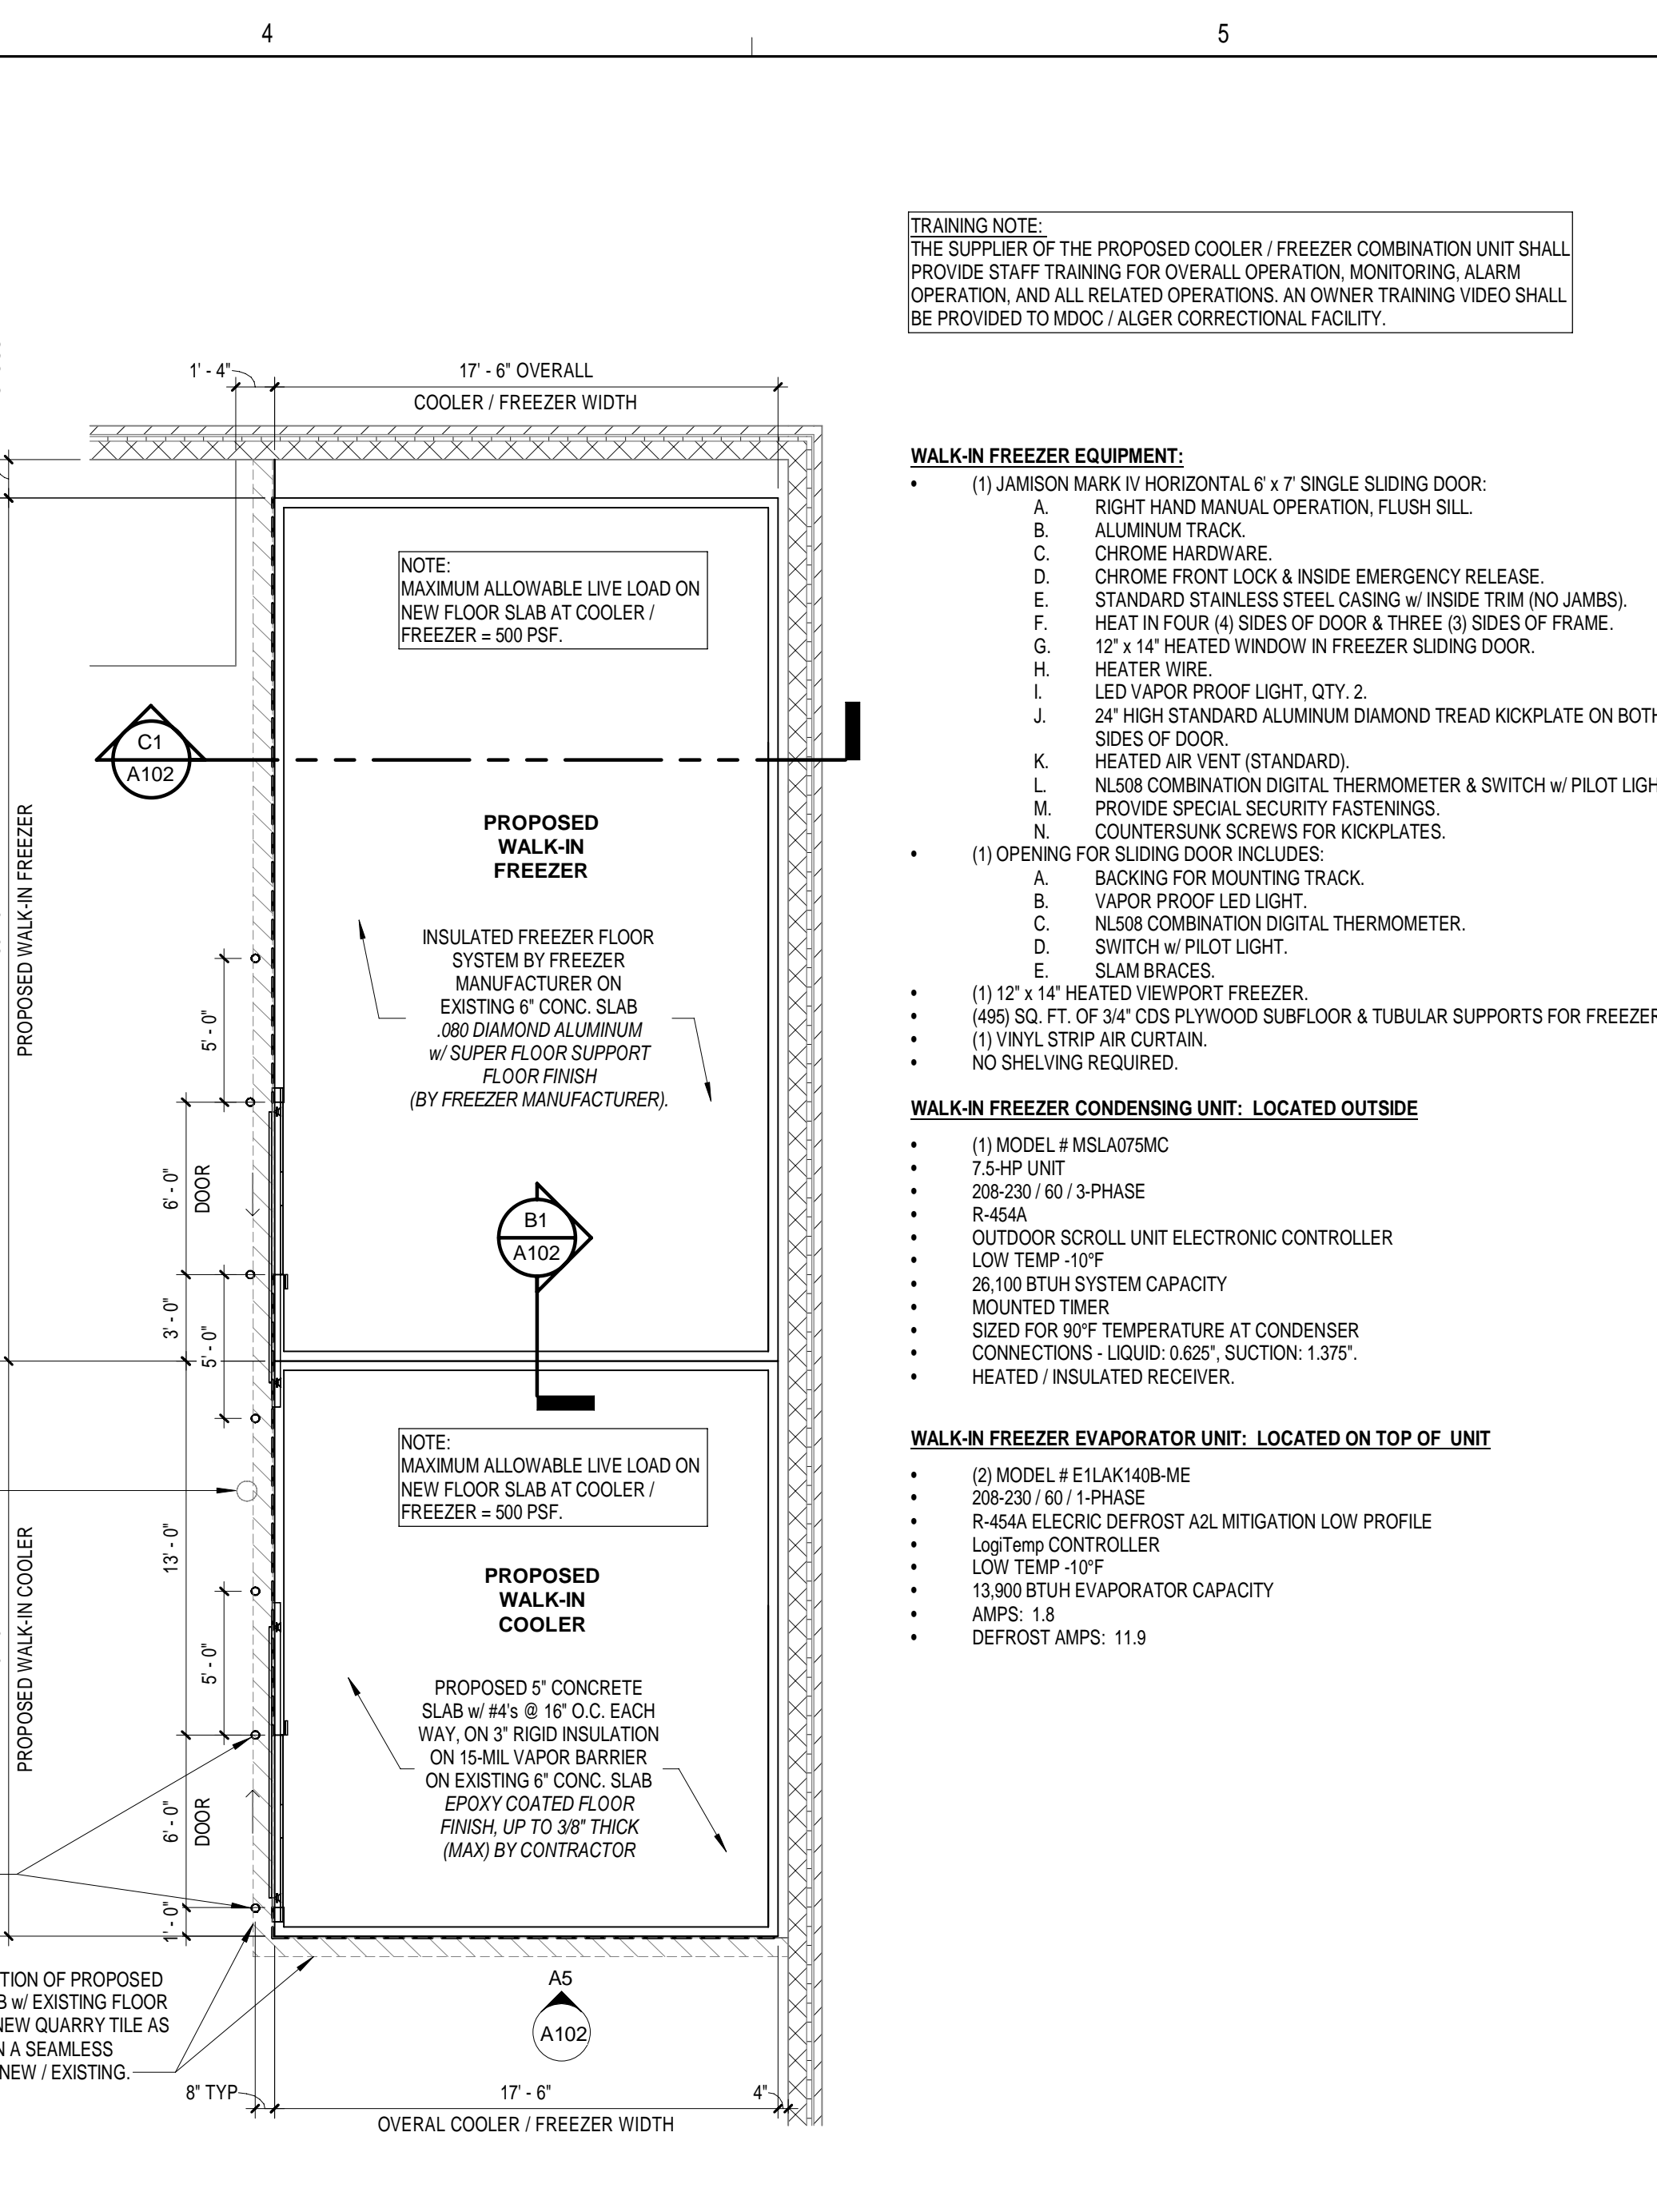 4
5
TRAINING NOTE:
THE SUPPLIER OF THE PROPOSED COOLER / FREEZER COMBINATION UNIT SHALL
PROVIDE STAFF TRAINING FOR OVERALL OPERATION, MONITORING, ALARM
OPERATION, AND ALL RELATED OPERATIONS. AN OWNER TRAINING VIDEO SHALL
BE PROVIDED TO MDOC / ALGER CORRECTIONAL FACILITY.
1' - 4"
17' - 6" OVERALL
COOLER / FREEZER WIDTH
NOTE:
MAXIMUM ALLOWABLE LIVE LOAD ON
NEW FLOOR SLAB AT COOLER /
FREEZER = 500 PSF.
C1
A102
PROPOSED WALK-IN FREEZER
PROPOSED
WALK-IN
FREEZER
INSULATED FREEZER FLOOR
SYSTEM BY FREEZER
MANUFACTURER ON
EXISTING 6" CONC. SLAB
.080 DIAMOND ALUMINUM
w/ SUPER FLOOR SUPPORT
FLOOR FINISH
(BY FREEZER MANUFACTURER).
5' - 0"
6' - 0"
DOOR
B1
A102
3' - 0"
5' - 0"
NOTE:
MAXIMUM ALLOWABLE LIVE LOAD ON
NEW FLOOR SLAB AT COOLER /
FREEZER = 500 PSF.
13' - 0"
PROPOSED WALK-IN COOLER
PROPOSED
WALK-IN
COOLER
5' - 0"
PROPOSED 5" CONCRETE
SLAB w/ #4's @ 16" O.C. EACH
WAY, ON 3" RIGID INSULATION
ON 15-MIL VAPOR BARRIER
ON EXISTING 6" CONC. SLAB
EPOXY COATED FLOOR
FINISH, UP TO 3/8" THICK
(MAX) BY CONTRACTOR
6' - 0"
DOOR
1' - 0"
TION OF PROPOSED
B w/ EXISTING FLOOR
NEW QUARRY TILE AS
N A SEAMLESS
NEW / EXISTING.
A5
A102
8" TYP
17' - 6"
4"
OVERAL COOLER / FREEZER WIDTH
WALK-IN FREEZER EQUIPMENT:
• (1) JAMISON MARK IV HORIZONTAL 6' x 7' SINGLE SLIDING DOOR:
A. RIGHT HAND MANUAL OPERATION, FLUSH SILL.
B. ALUMINUM TRACK.
C. CHROME HARDWARE.
D. CHROME FRONT LOCK & INSIDE EMERGENCY RELEASE.
E. STANDARD STAINLESS STEEL CASING w/ INSIDE TRIM (NO JAMBS).
F. HEAT IN FOUR (4) SIDES OF DOOR & THREE (3) SIDES OF FRAME.
G. 12" x 14" HEATED WINDOW IN FREEZER SLIDING DOOR.
H. HEATER WIRE.
I. LED VAPOR PROOF LIGHT, QTY. 2.
J. 24" HIGH STANDARD ALUMINUM DIAMOND TREAD KICKPLATE ON BOTH
SIDES OF DOOR.
K. HEATED AIR VENT (STANDARD).
L. NL508 COMBINATION DIGITAL THERMOMETER & SWITCH w/ PILOT LIGH
M. PROVIDE SPECIAL SECURITY FASTENINGS.
N. COUNTERSUNK SCREWS FOR KICKPLATES.
• (1) OPENING FOR SLIDING DOOR INCLUDES:
A. BACKING FOR MOUNTING TRACK.
B. VAPOR PROOF LED LIGHT.
C. NL508 COMBINATION DIGITAL THERMOMETER.
D. SWITCH w/ PILOT LIGHT.
E. SLAM BRACES.
• (1) 12" x 14" HEATED VIEWPORT FREEZER.
• (495) SQ. FT. OF 3/4" CDS PLYWOOD SUBFLOOR & TUBULAR SUPPORTS FOR FREEZER
• (1) VINYL STRIP AIR CURTAIN.
• NO SHELVING REQUIRED.
WALK-IN FREEZER CONDENSING UNIT: LOCATED OUTSIDE
• (1) MODEL # MSLA075MC
• 7.5-HP UNIT
• 208-230 / 60 / 3-PHASE
• R-454A
• OUTDOOR SCROLL UNIT ELECTRONIC CONTROLLER
• LOW TEMP -10°F
• 26,100 BTUH SYSTEM CAPACITY
• MOUNTED TIMER
• SIZED FOR 90°F TEMPERATURE AT CONDENSER
• CONNECTIONS - LIQUID: 0.625", SUCTION: 1.375".
• HEATED / INSULATED RECEIVER.
WALK-IN FREEZER EVAPORATOR UNIT: LOCATED ON TOP OF UNIT
• (2) MODEL # E1LAK140B-ME
• 208-230 / 60 / 1-PHASE
• R-454A ELECRIC DEFROST A2L MITIGATION LOW PROFILE
• LogiTemp CONTROLLER
• LOW TEMP -10°F
• 13,900 BTUH EVAPORATOR CAPACITY
• AMPS: 1.8
• DEFROST AMPS: 11.9